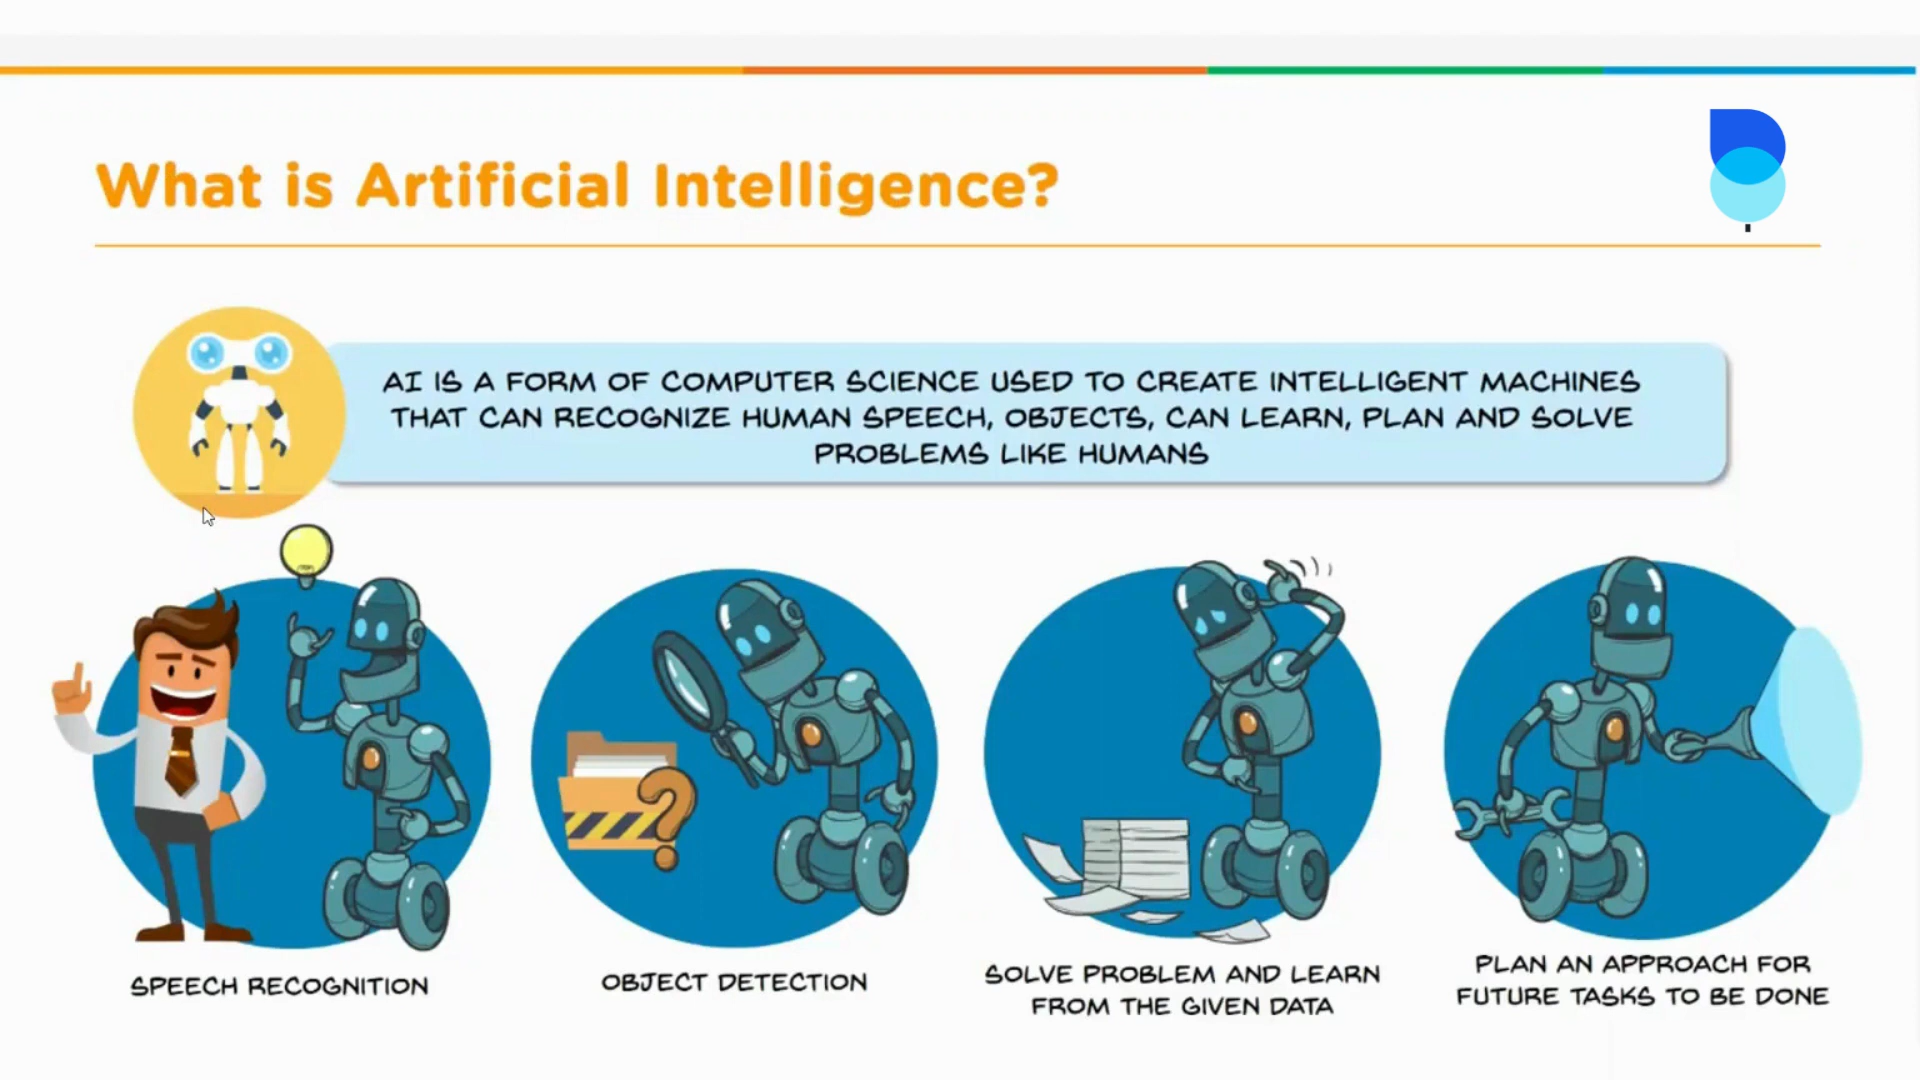 What is Artificial Intelligence?
AI IS A FORM OF COMPUTER SCIENCE USED TO CREATE INTELLIGENT MACHINES
THAT CAN RECOGNIZE HUMAN SPEECH, OBJECTS, CAN LEARN, PLAN AND SOLVE
PROBLEMS LIKE HUMANS
SPEECH RECOGNITION
OBJECT DETECTION
SOLVE PROBLEM AND LEARN
FROM THE GIVEN DATA
PLAN AN APPROACH FOR
FUTURE TASKS TO BE DONE